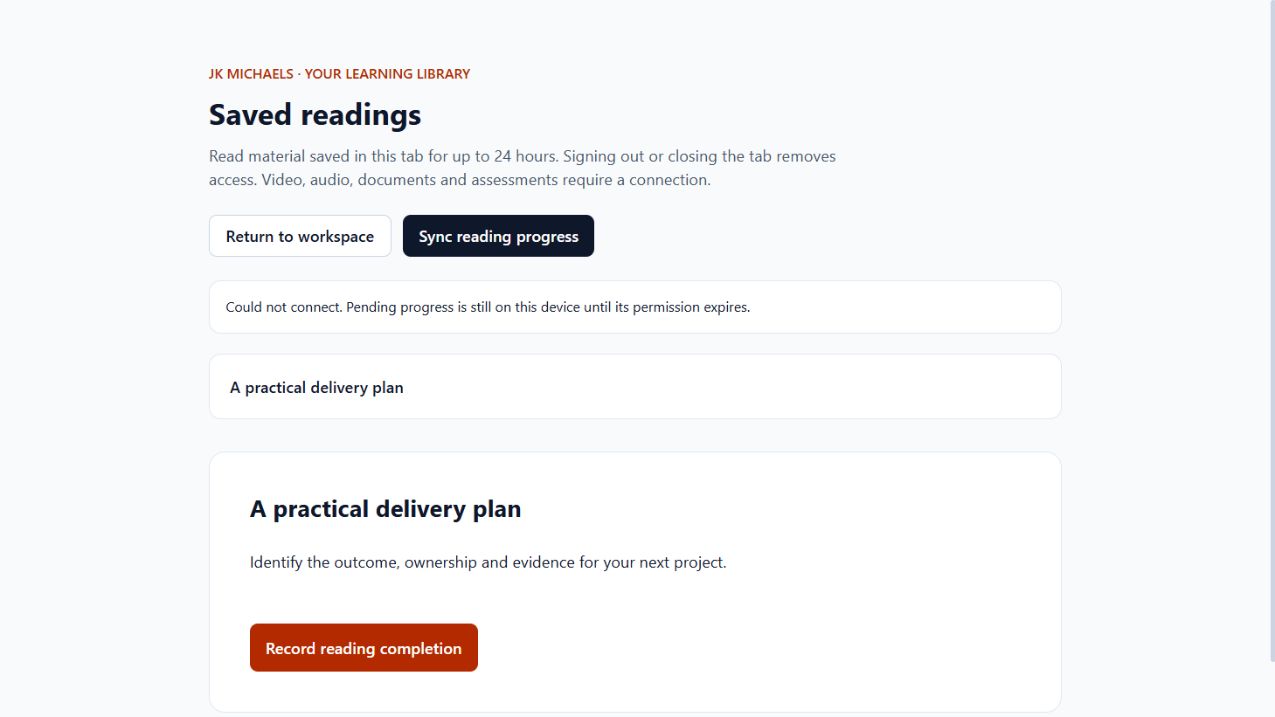 JK MICHAELS · YOUR LEARNING LIBRARY
Saved readings
Read material saved in this tab for up to 24 hours. Signing out or closing the tab removes
access. Video, audio, documents and assessments require a connection.
Return to workspace
Sync reading progress
Could not connect. Pending progress is still on this device until its permission expires.
A practical delivery plan
A practical delivery plan
Identify the outcome, ownership and evidence for your next project.
Record reading completion